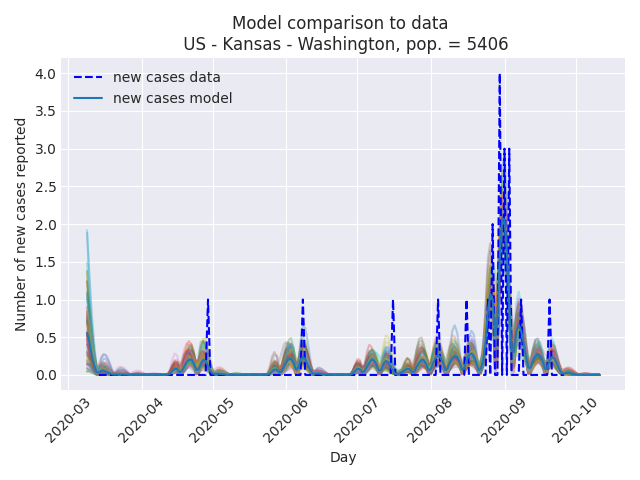 Model comparison to data
US - Kansas - Washington, pop. = 5406
new cases data
new cases model
Number of new cases reported
4.0
3.5
3.0
2.5
2.0
1.5
1.0
0.5
0.0
2020-03
2020-04
2020-05
2020-06
2020-07
2020-08
2020-09
2020-10
Day